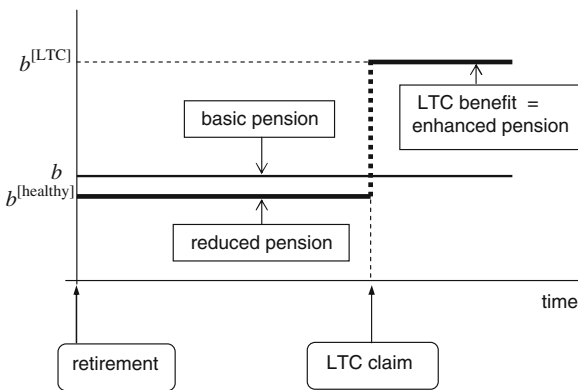 b[LTC]
LTC benefit =
enhanced pension
basic pension
b
b[healthy]
reduced pension
time
retirement
LTC claim